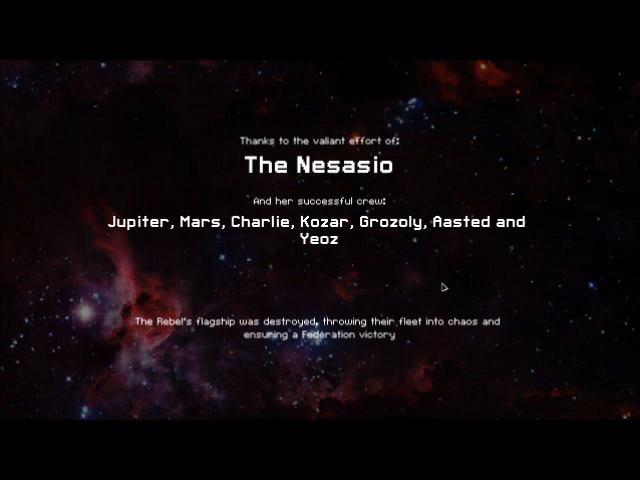 Thanks to the valiant effort of:
The Nesasio
And her successful crew:
Jupiter, Mars, Charlie, Kozar, Grozoly, Aasted and
Yeoz
The Rebel's flagship was destroyed, throwing their fleet into chaos and
ensuring a Federation victory